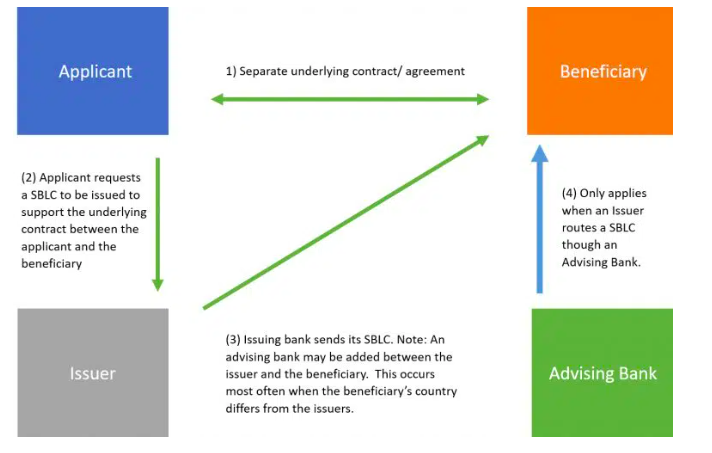 Applicant
1) Separate underlying contract/ agreement
Beneficiary
(2) Applicant requests
a SBLC to be issued to
support the underlying
contract between the
applicant and the
beneficiary
(4) Only applies
when an Issuer
routes a SBLC
though an
Advising Bank.
Issuer
(3) Issuing bank sends its SBLC. Note: An
advising bank may be added between the
issuer and the beneficiary. This occurs
most often when the beneficiary's country
differs from the issuers.
Advising Bank